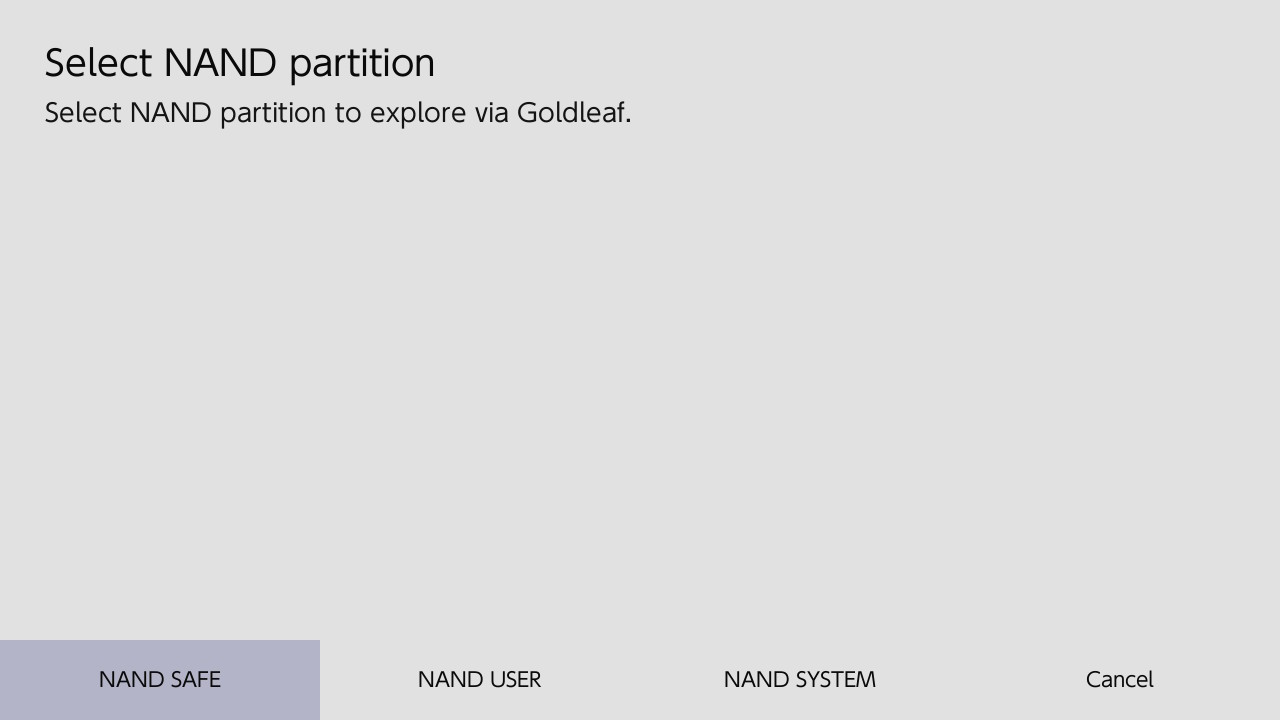 Select NAND partition
Select NAND partition to explore via Goldleaf.
NAND SAFE
NAND USER
NAND SYSTEM
Cancel